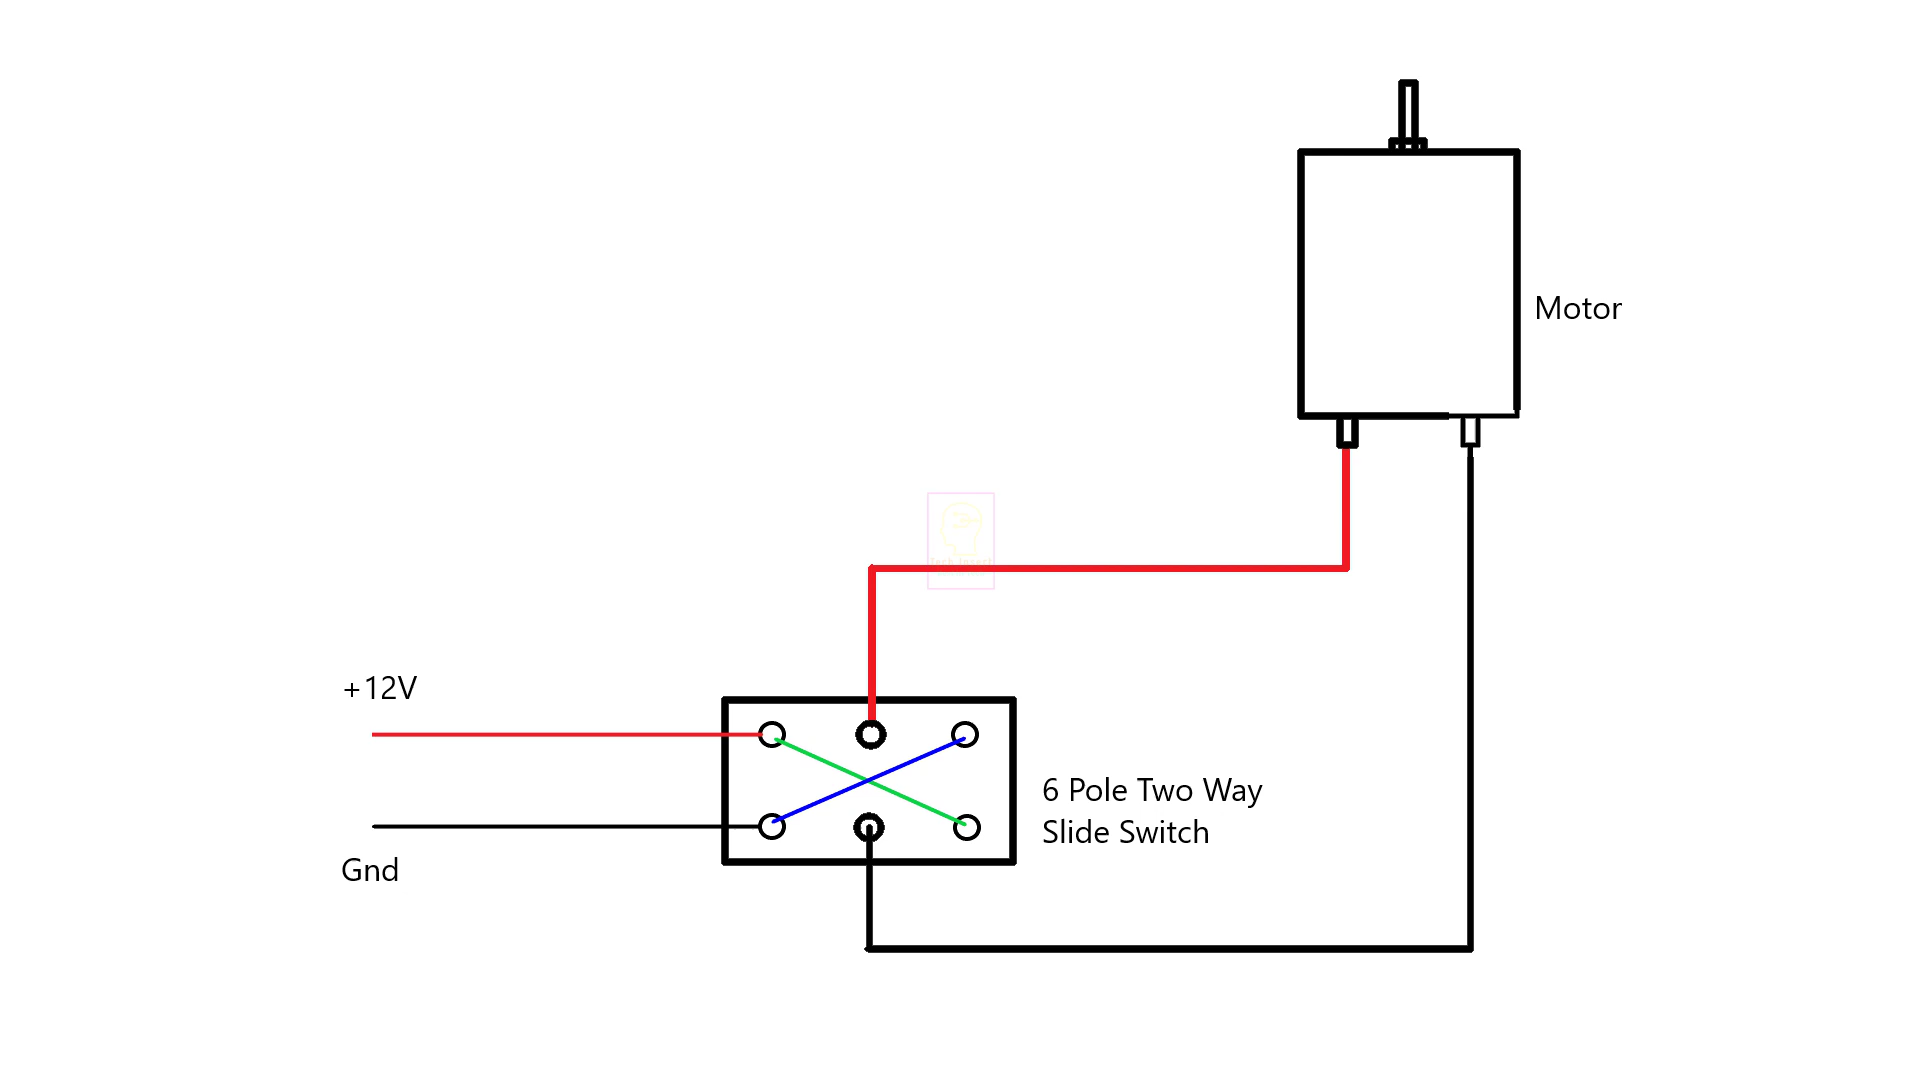 Motor
+12V
6 Pole Two Way
Slide Switch
Gnd